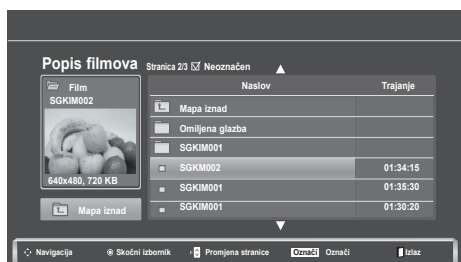 Popis filmova Stranica 2/3 Neoznačen
Film
SGKIM002
640x480, 720 KB
Mapa iznad
Naslov Trajanje
Mapa iznad
Omiljena glazba
SGKIM001
SGKM002 01:34:15
SGKIM001 01:35:30
SGKIM001 01:30:20
Navigacija Skočni izbornik Promjena stranice Označi Označi Izlaz